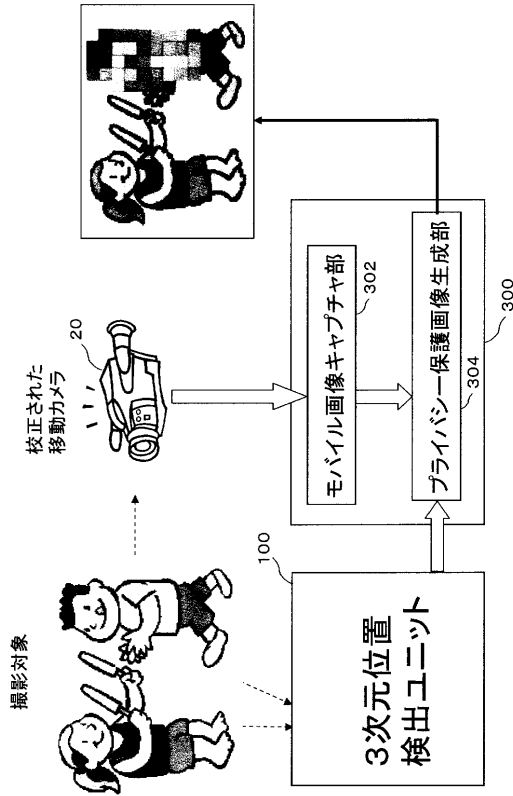 撮影対象
校正された
移動カメラ
20
100
3次元位置
検出ユニット
モバイル画像キャプチャ部
302
プライバシー保護画像生成部
304
300